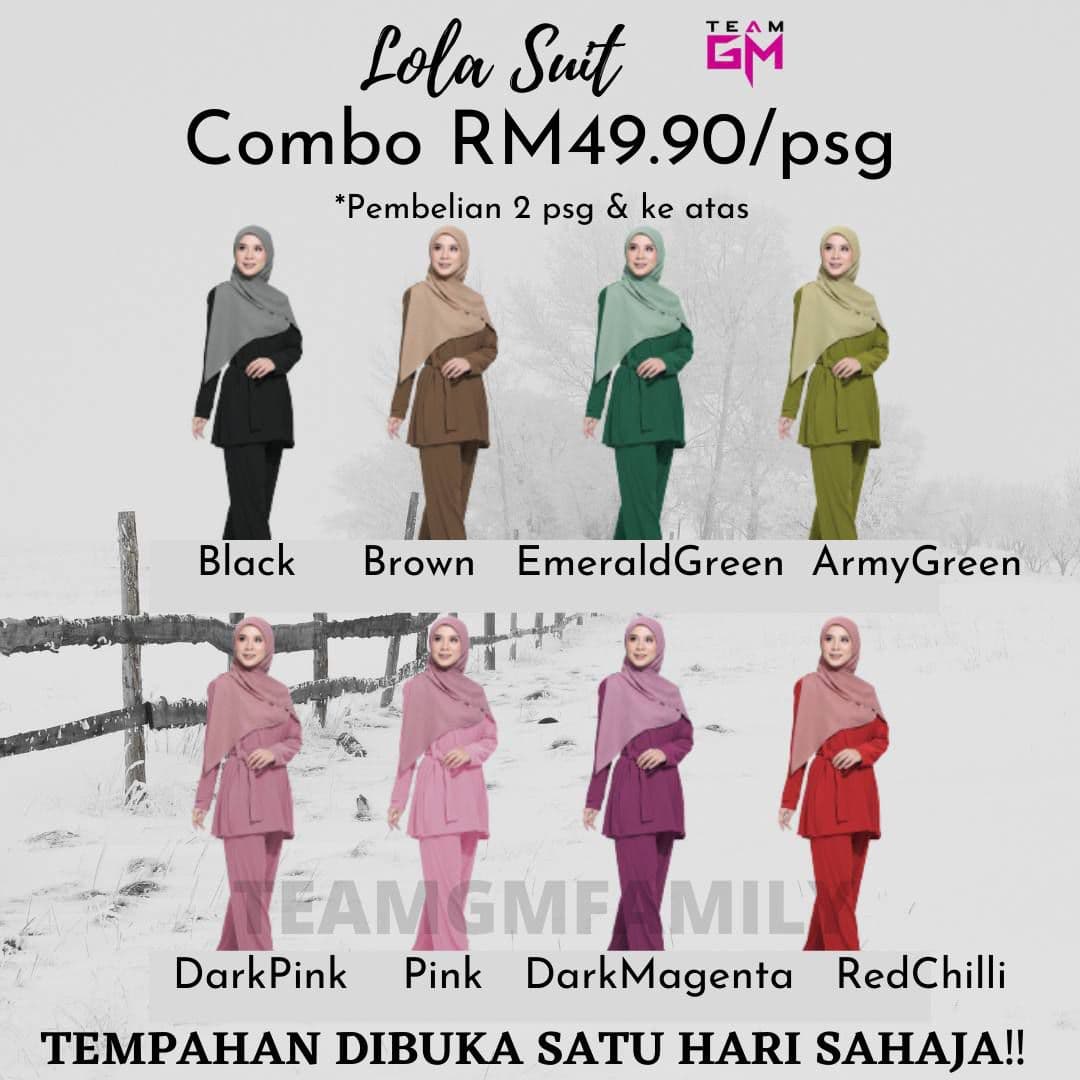 Lola Suit
TEAM
GM
Combo RM49.90/psg
*Pembelian 2 psg & ke atas
Black Brown EmeraldGreen ArmyGreen
TEAMGMFAMILY
DarkPink Pink DarkMagenta RedChilli
TEMPAHAN DIBUKA SATU HARI SAHAJA!!